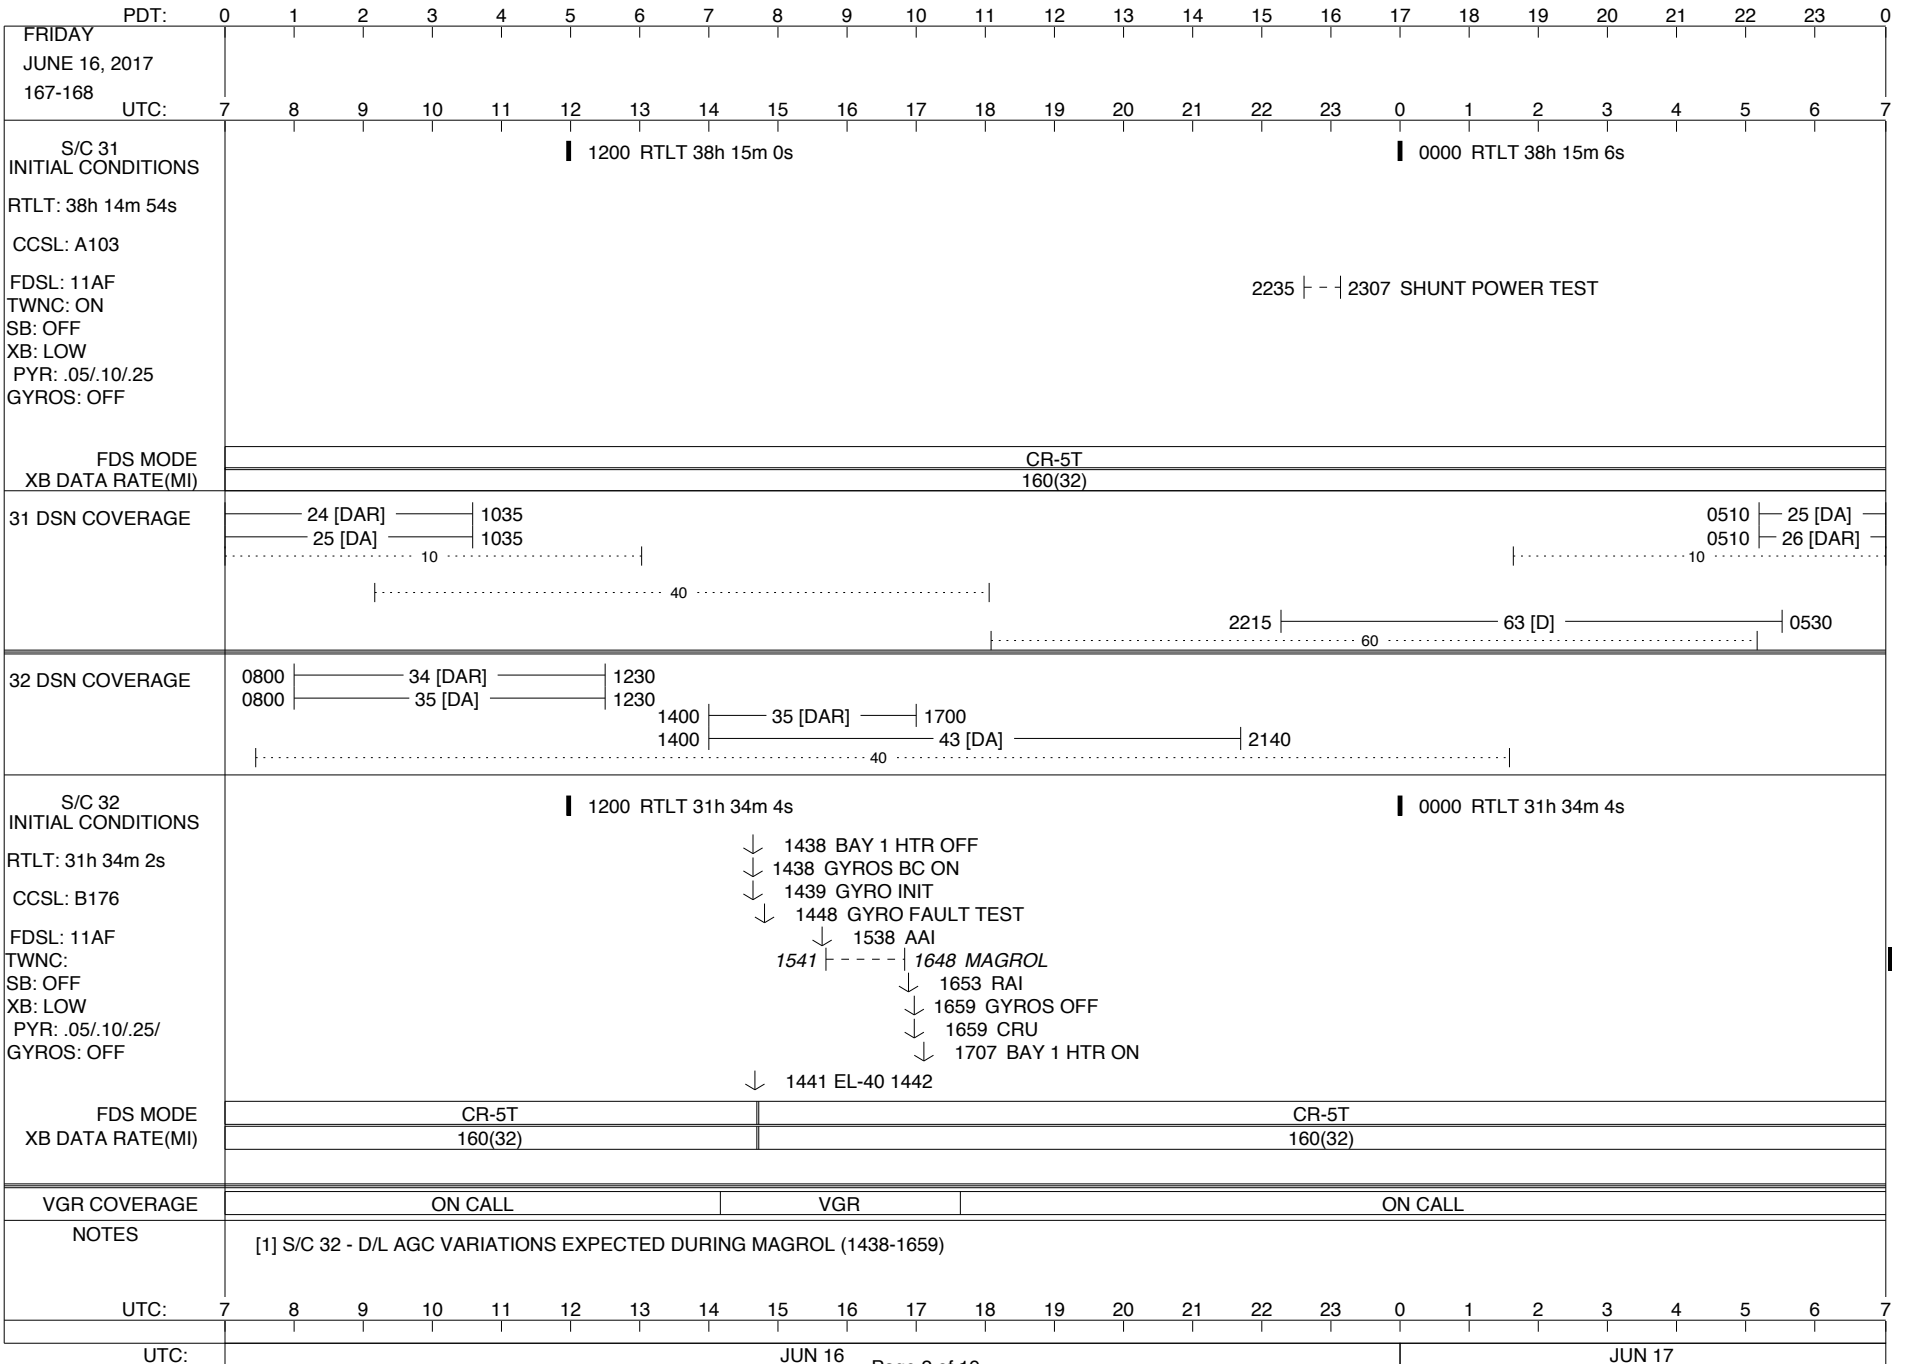 PDT: 0 1 2 3 4 5 6 7 8 9 10 11 12 13 14 15 16 17 18 19 20 21 22 23 0
FRIDAY
JUNE 16, 2017
167-168
UTC: 7 8 9 10 11 12 13 14 15 16 17 18 19 20 21 22 23 0 1 2 3 4 5 6 7
S/C 31
INITIAL CONDITIONS
1200 RTLT 38h 15m 0s
0000 RTLT 38h 15m 6s
RTLT: 38h 14m 54s
CCSL: A103
FDSL: 11AF
2235 2307 SHUNT POWER TEST
TWNC: ON
SB: OFF
XB: LOW
PYR: .05/.10/.25
GYROS: OFF
FDS MODE CR-5T
XB DATA RATE(MI) 160(32)
31 DSN COVERAGE
24 [DAR] 1035
0510 25 [DA]
25 [DA] 1035
0510 26 [DAR]
10
10
40
2215 63 [D] 0530
60
32 DSN COVERAGE
0800 34 [DAR] 1230
0800 35 [DA] 1230
1400 35 [DAR] 1700
1400 43 [DA] 2140
40
S/C 32
INITIAL CONDITIONS
1200 RTLT 31h 34m 4s
0000 RTLT 31h 34m 4s
RTLT: 31h 34m 2s
CCSL: B176
FDSL: 11AF
TWNC:
SB: OFF
XB: LOW
PYR: .05/.10/.25/
GYROS: OFF
1438 BAY 1 HTR OFF
1438 GYROS BC ON
1439 GYRO INIT
1448 GYRO FAULT TEST
1538 AAI
1541 1648 MAGROL
1653 RAI
1659 GYROS OFF
1659 CRU
1707 BAY 1 HTR ON
1441 EL-40 1442
FDS MODE CR-5T CR-5T
XB DATA RATE(MI) 160(32) 160(32)
VGR COVERAGE ON CALL VGR ON CALL
NOTES
[1] S/C 32 - D/L AGC VARIATIONS EXPECTED DURING MAGROL (1438-1659)
UTC: 7 8 9 10 11 12 13 14 15 16 17 18 19 20 21 22 23 0 1 2 3 4 5 6 7
UTC: JUN 16 JUN 17